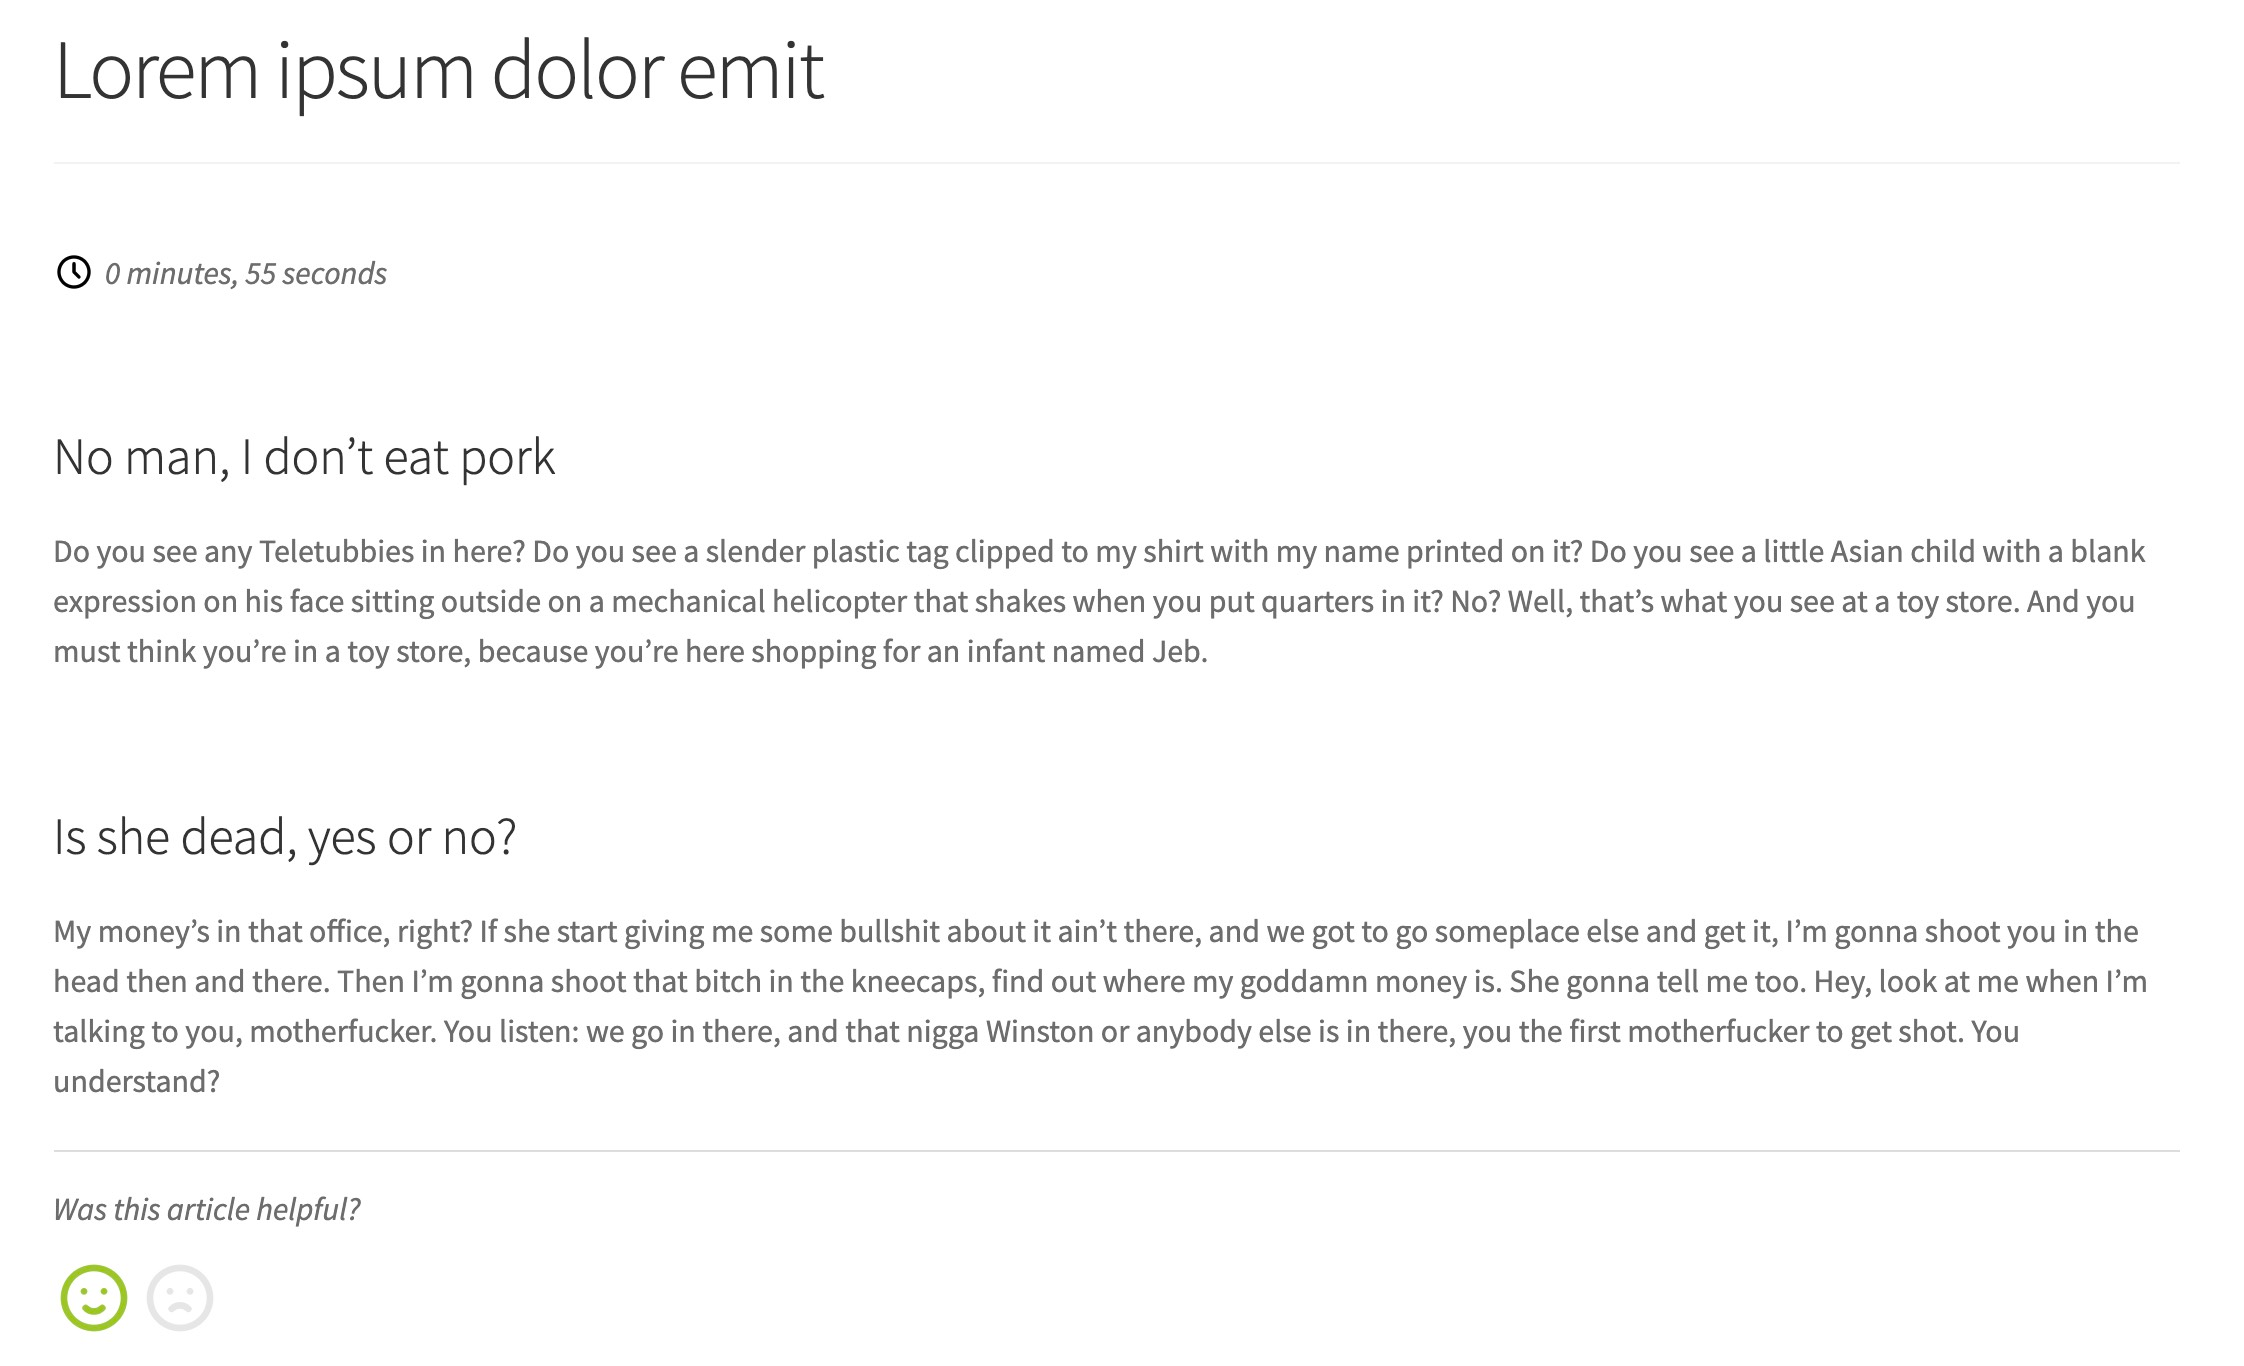 Lorem ipsum dolor emit
0 minutes, 55 seconds
No man, I don’t eat pork
Do you see any Teletubbies in here? Do you see a slender plastic tag clipped to my shirt with my name printed on it? Do you see a little Asian child with a blank
expression on his face sitting outside on a mechanical helicopter that shakes when you put quarters in it? No? Well, that’s what you see at a toy store. And you
must think you’re in a toy store, because you’re here shopping for an infant named Jeb.
Is she dead, yes or no?
My money’s in that office, right? If she start giving me some bullshit about it ain’t there, and we got to go someplace else and get it, I’m gonna shoot you in the
head then and there. Then I’m gonna shoot that bitch in the kneecaps, find out where my goddamn money is. She gonna tell me too. Hey, look at me when I’m
talking to you, motherfucker. You listen: we go in there, and that nigga Winston or anybody else is in there, you the first motherfucker to get shot. You
understand?
Was this article helpful?